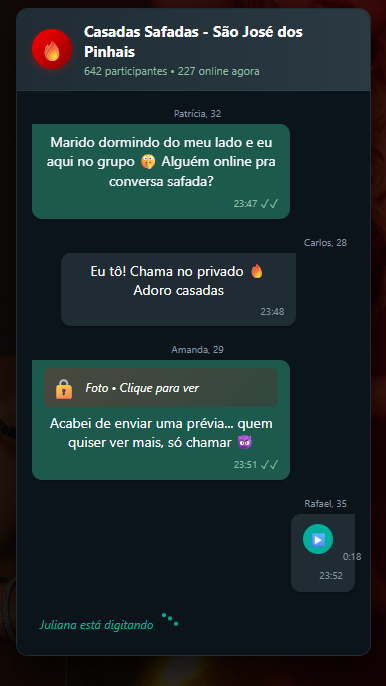 Casadas Safadas - São José dos
Pinhais
642 participantes • 227 online agora
Patrícia, 32
Marido dormindo do meu lado e eu
aqui no grupo 🫣 Alguém online pra
conversa safada?
23:47 ✓✓
Carlos, 28
Eu tô! Chama no privado 🔥
Adoro casadas
23:48
Amanda, 29
🔒 Foto • Clique para ver
Acabei de enviar uma prévia... quem
quiser ver mais, só chamar 😈
23:51 ✓✓
Rafael, 35
▶️ 0:18
23:52
Juliana está digitando